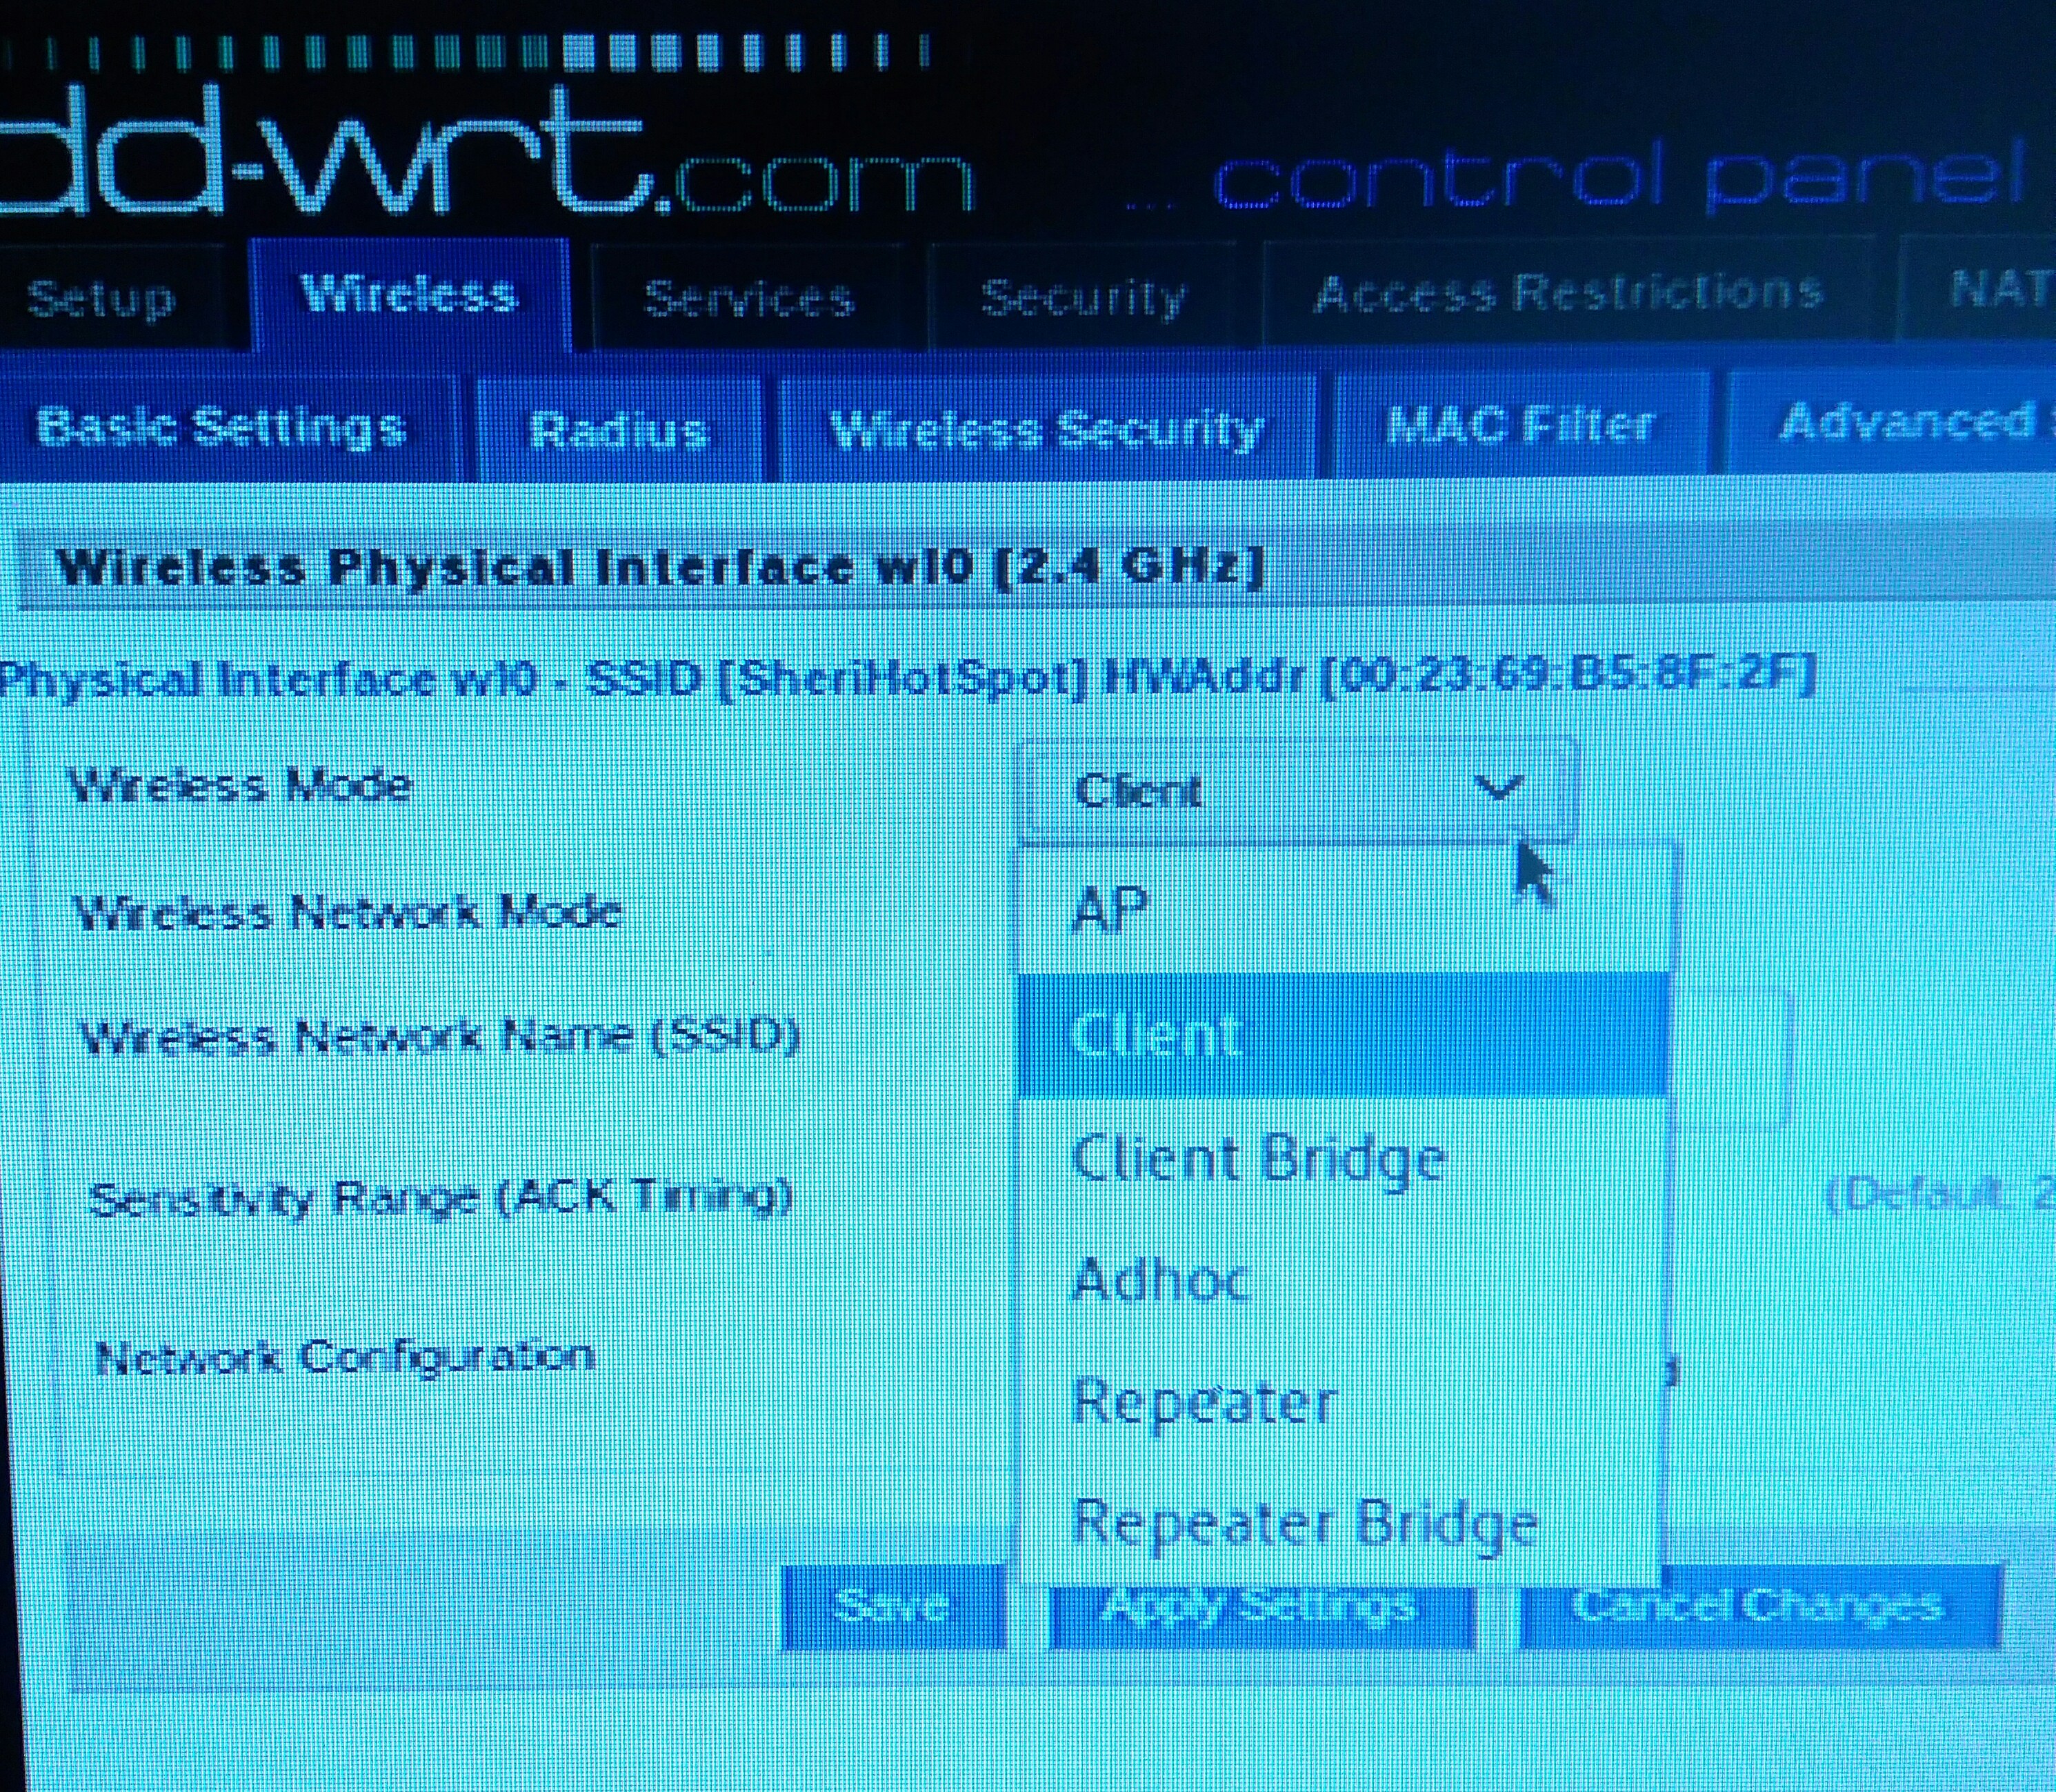 dd-wrt.com ... control panel
Setup Wireless Services Security Access Restrictions NAT
Basic Settings Radius Wireless Security MAC Filter Advanced
Wireless Physical Interface wl0 [2.4 GHz]
Physical Interface wl0 - SSID [SheriHotSpot] HWAddr [00:23:69:B5:8F:2F]
Wireless Mode Client
AP
Wireless Network Mode
Client
Wireless Network Name (SSID)
Client Bridge
Sensitivity Range (ACK Timing) (Default: 2
Adhoc
Network Configuration
Repeater
Repeater Bridge
Save Apply Settings Cancel Changes